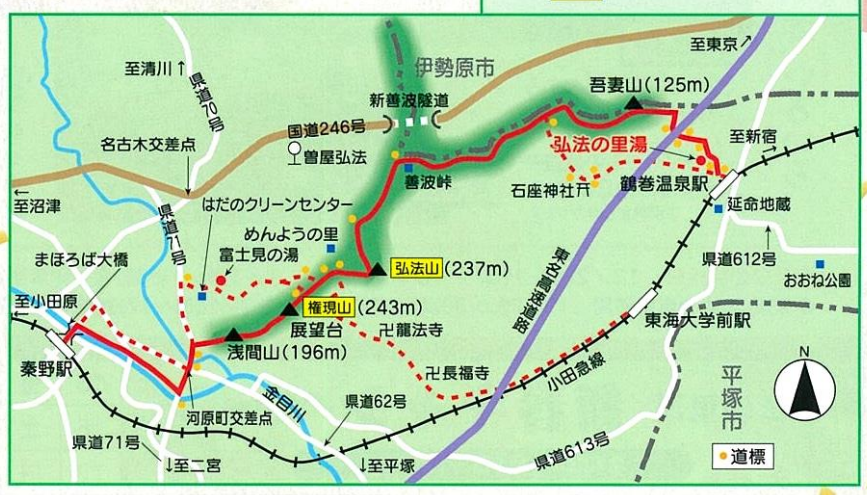 至東京↗
至清川↑
伊勢原市
県道70号
吾妻山(125m)
新善波隧道
国道246号
名古木交差点
曽屋弘法
至新宿
→
弘法の里湯
善波峠
石座神社
鶴巻温泉駅
←
至沼津
はだのクリーンセンター
延命地蔵
県道71号
めんようの里
富士見の湯
まほろば大橋
弘法山(237m)
東名高速道路
県道612号
おおね公園
至小田原
←
権現山(243m)
展望台
卍龍法寺
東海大学前駅
浅間山(196m)
秦野駅
卍長福寺
小田急線
N
平塚市
河原町交差点
金目川
県道62号
県道71号
↓至二宮
↓至平塚
県道613号
道標